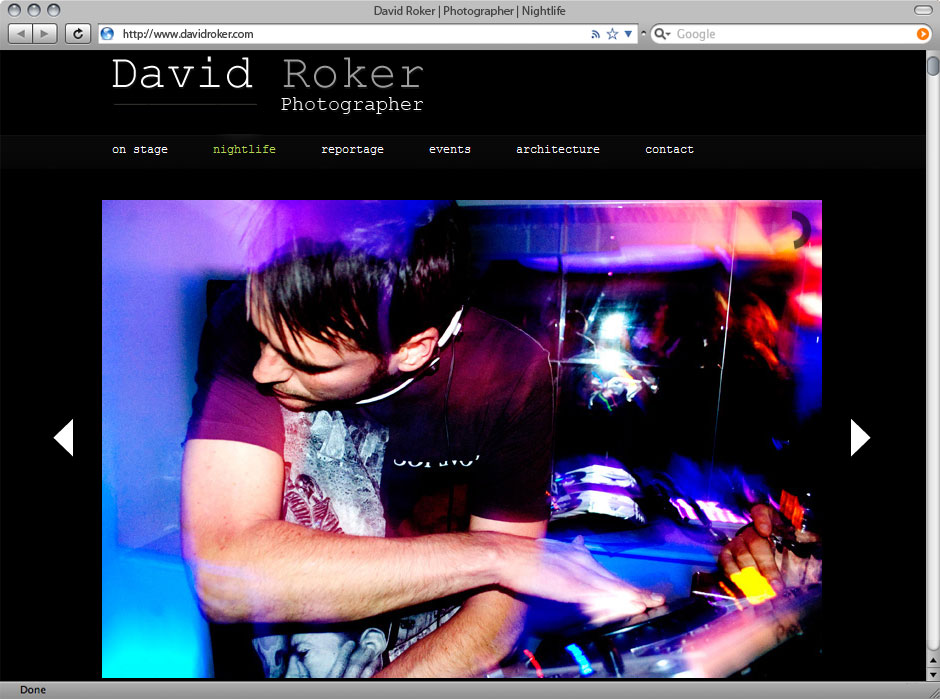 David Roker | Photographer | Nightlife
http://www.davidroker.com
Google
David Roker
Photographer
on stage nightlife reportage events architecture contact
Done